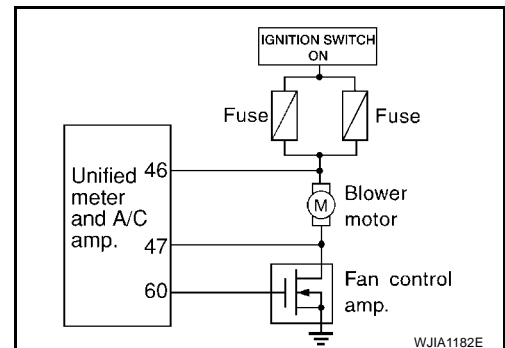 IGNITION SWITCH
ON
Fuse
Fuse
Unified
meter
and A/C
amp.
46
47
60
M
Blower
motor
Fan control
amp.
WJIA1182E